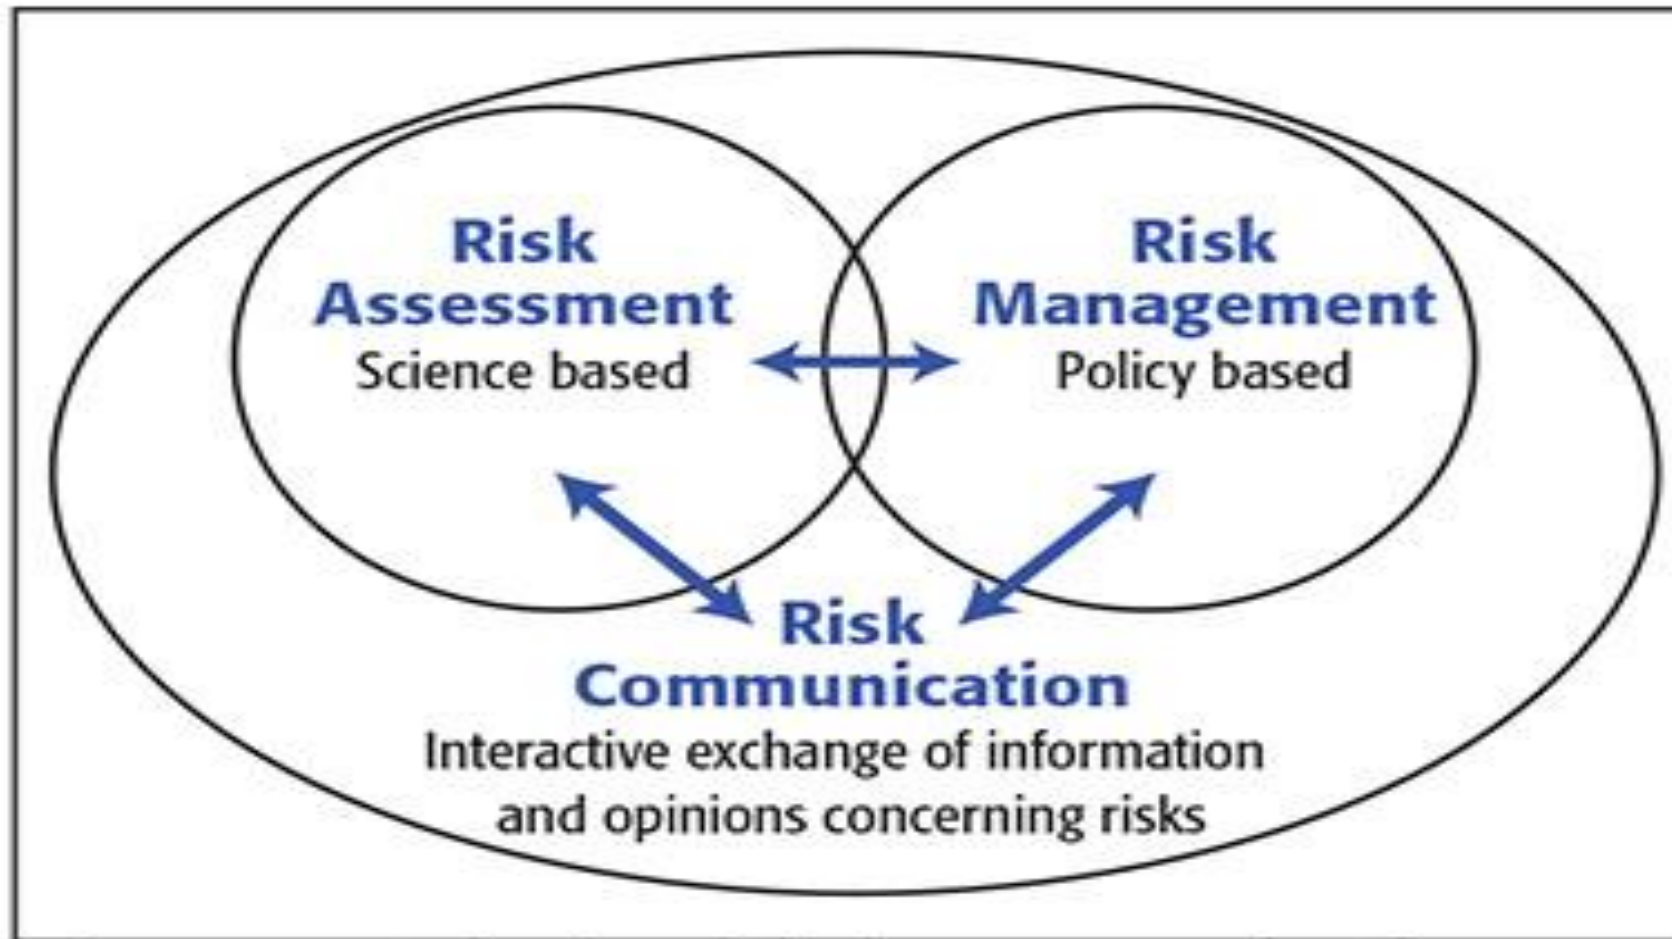 Risk
Assessment
Science based
Risk
Management
Policy based
Risk
Communication
Interactive exchange of information
and opinions concerning risks